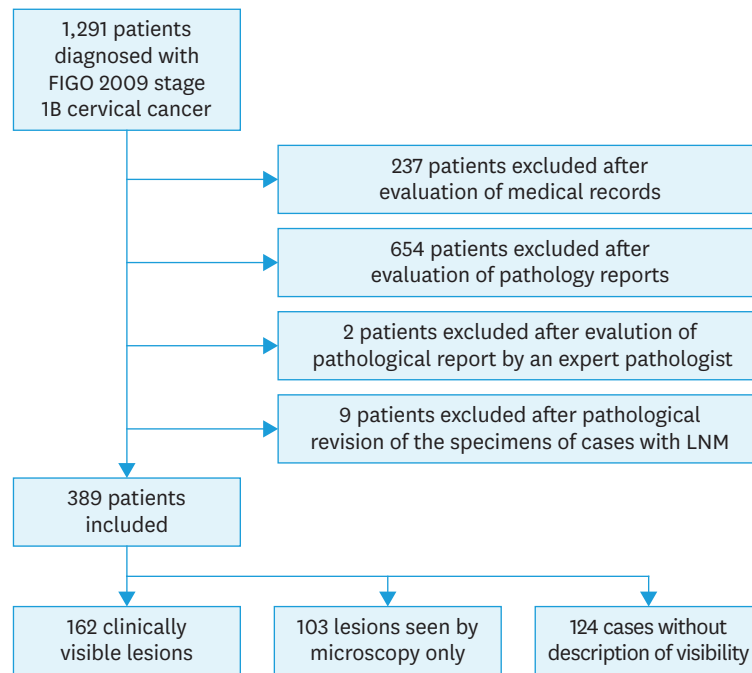 1,291 patients
diagnosed with
FIGO 2009 stage
1B cervical cancer
237 patients excluded after
evaluation of medical records
654 patients excluded after
evaluation of pathology reports
2 patients excluded after evalution of
pathological report by an expert pathologist
9 patients excluded after pathological
revision of the specimens of cases with LNM
389 patients
included
162 clinically
visible lesions
103 lesions seen by
microscopy only
124 cases without
description of visibility